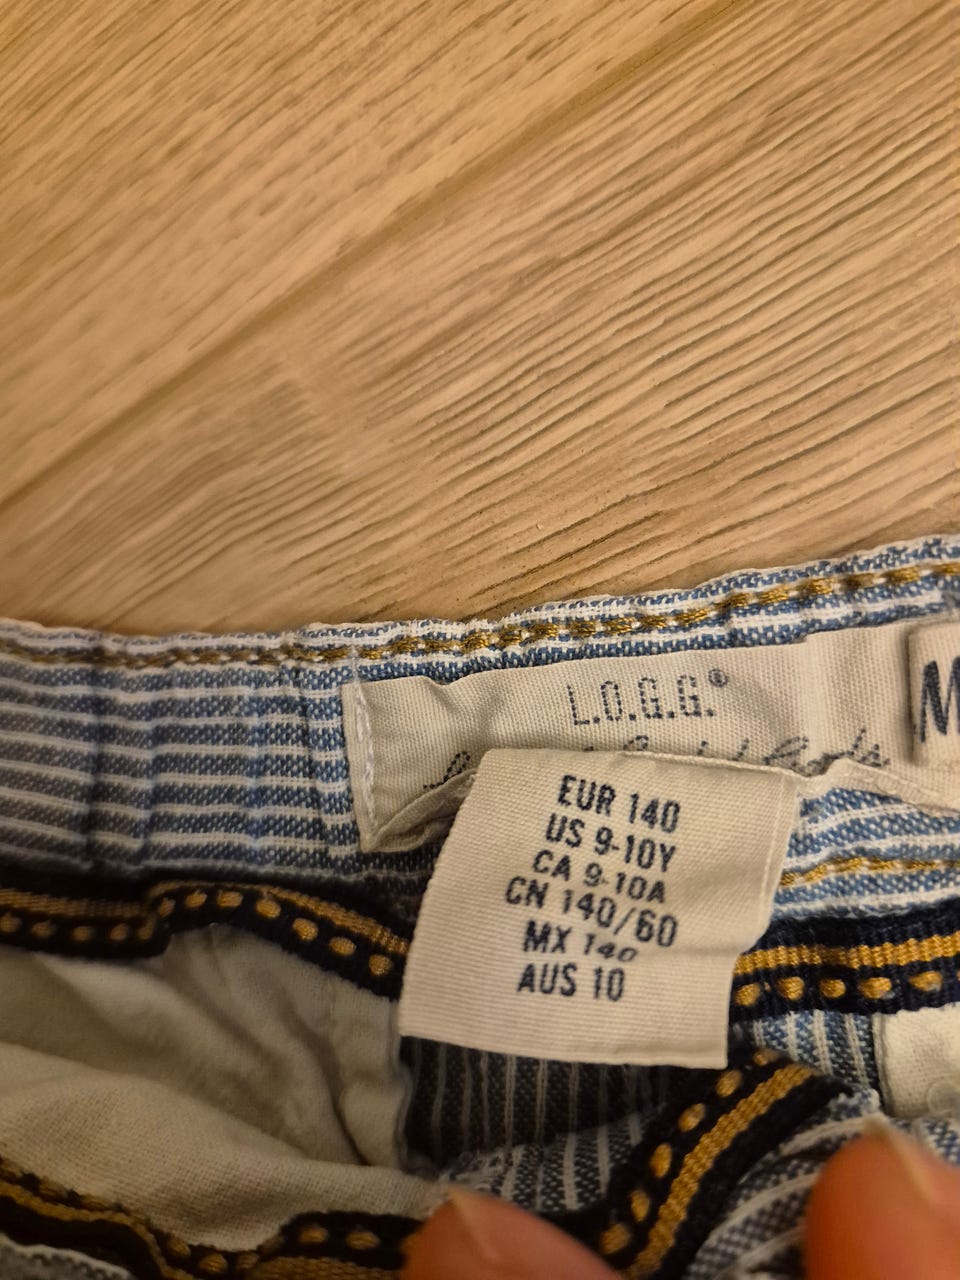 L.O.G.G.®
M
EUR 140
US 9-10Y
CA 9-10A
CN 140/60
MX 140
AUS 10